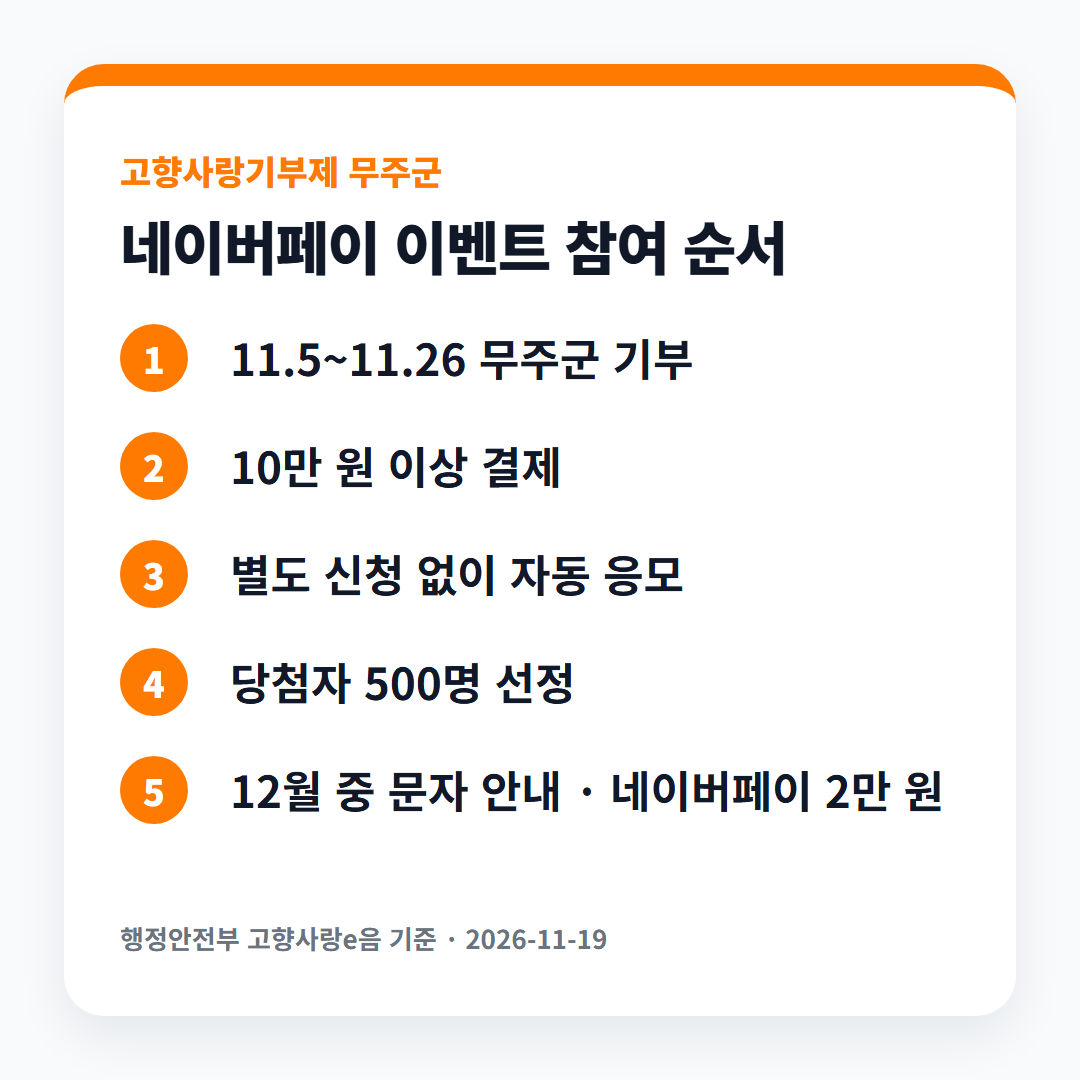 고향사랑기부제 무주군
네이버페이 이벤트 참여 순서
1 11.5~11.26 무주군 기부
2 10만 원 이상 결제
3 별도 신청 없이 자동 응모
4 당첨자 500명 선정
5 12월 중 문자 안내 · 네이버페이 2만 원
행정안전부 고향사랑e음 기준 · 2026-11-19